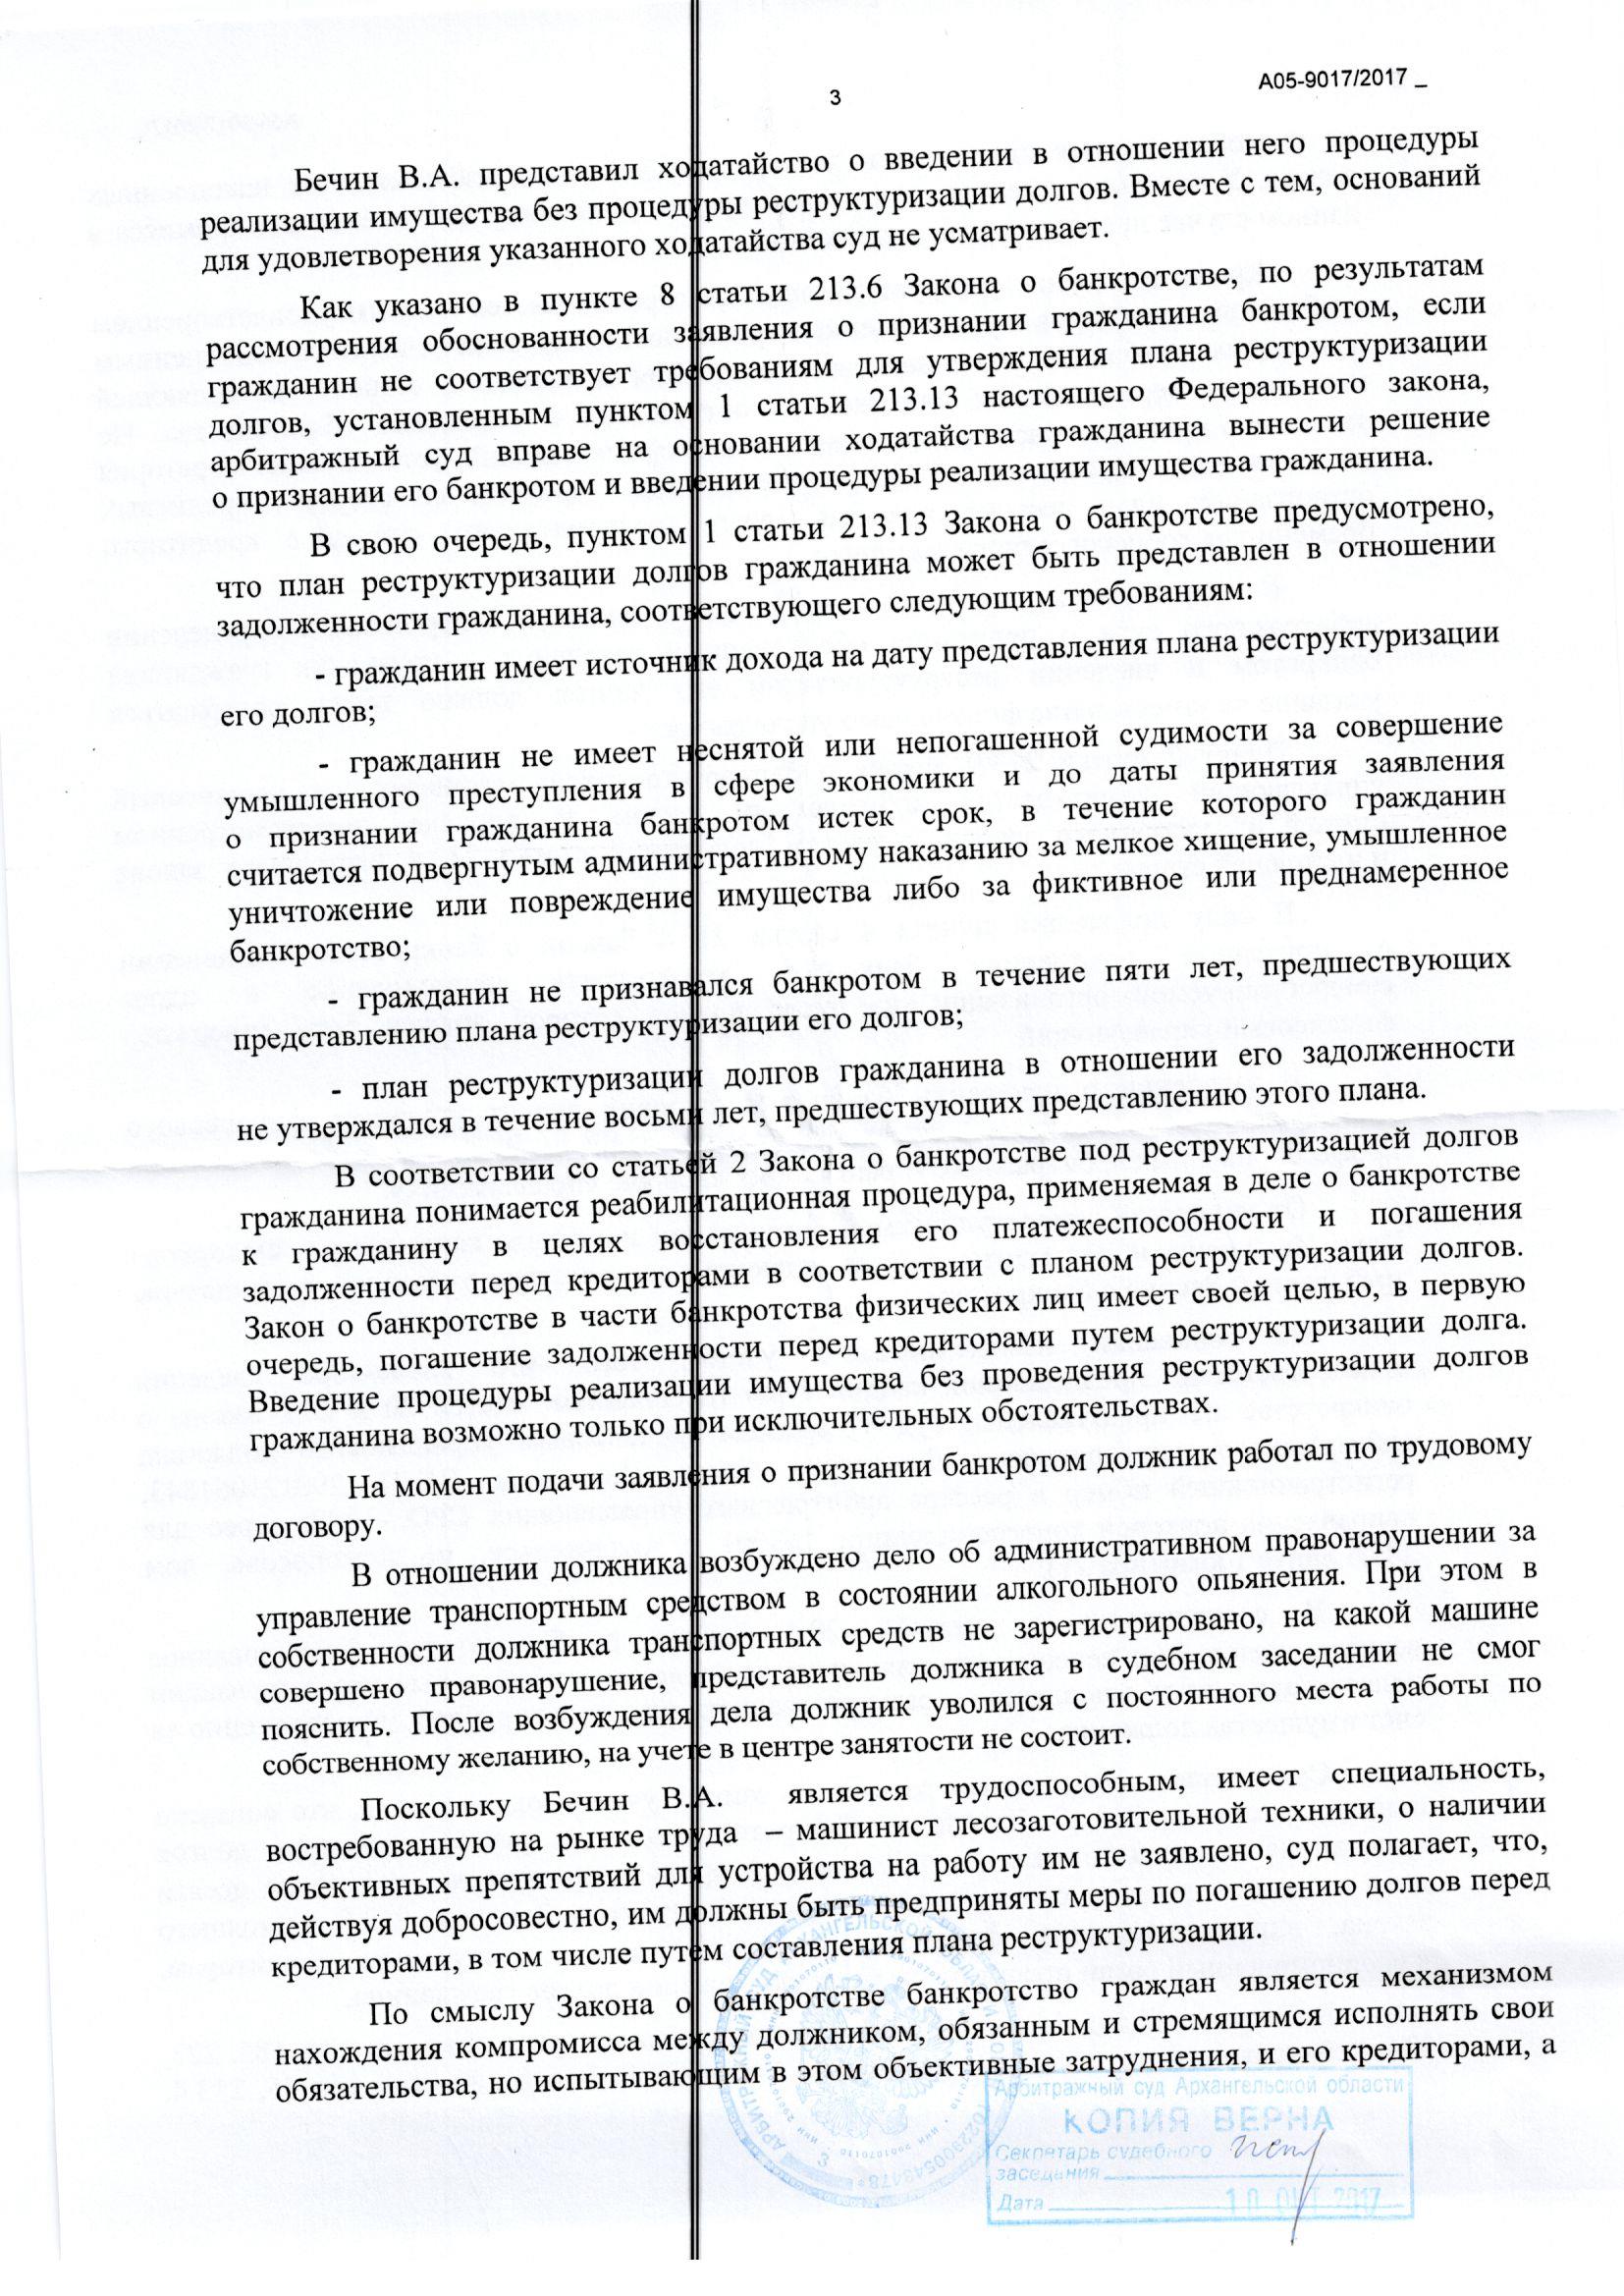 3
А05-9017/2017 _
Бечин В.А. представил ходатайство о введении в отношении него процедуры
реализации имущества без процедуры реструктуризации долгов. Вместе с тем, оснований
для удовлетворения указанного ходатайства суд не усматривает.
Как указано в пункте 8 статьи 213.6 Закона о банкротстве, по результатам
рассмотрения обоснованности заявления о признании гражданина банкротом, если
гражданин не соответствует требованиям для утверждения плана реструктуризации
долгов, установленным пунктом 1 статьи 213.13 настоящего Федерального закона,
арбитражный суд вправе на основании ходатайства гражданина вынести решение
о признании его банкротом и введении процедуры реализации имущества гражданина.
В свою очередь, пунктом 1 статьи 213.13 Закона о банкротстве предусмотрено,
что план реструктуризации долгов гражданина может быть представлен в отношении
задолженности гражданина, соответствующего следующим требованиям:
- гражданин имеет источник дохода на дату представления плана реструктуризации
его долгов;
- гражданин не имеет неснятой или непогашенной судимости за совершение
умышленного преступления в сфере экономики и до даты принятия заявления
о признании гражданина банкротом истек срок, в течение которого гражданин
считается подвергнутым административному наказанию за мелкое хищение, умышленное
уничтожение или повреждение имущества либо за фиктивное или преднамеренное
банкротство;
- гражданин не признавался банкротом в течение пяти лет, предшествующих
представлению плана реструктуризации его долгов;
- план реструктуризации долгов гражданина в отношении его задолженности
не утверждался в течение восьми лет, предшествующих представлению этого плана.
В соответствии со статьей 2 Закона о банкротстве под реструктуризацией долгов
гражданина понимается реабилитационная процедура, применяемая в деле о банкротстве
к гражданину в целях восстановления его платежеспособности и погашения
задолженности перед кредиторами в соответствии с планом реструктуризации долгов.
Закон о банкротстве в части банкротства физических лиц имеет своей целью, в первую
очередь, погашение задолженности перед кредиторами путем реструктуризации долга.
Введение процедуры реализации имущества без проведения реструктуризации долгов
гражданина возможно только при исключительных обстоятельствах.
На момент подачи заявления о признании банкротом должник работал по трудовому
договору.
В отношении должника возбуждено дело об административном правонарушении за
управление транспортным средством в состоянии алкогольного опьянения. При этом в
собственности должника транспортных средств не зарегистрировано, на какой машине
совершено правонарушение, представитель должника в судебном заседании не смог
пояснить. После возбуждения дела должник уволился с постоянного места работы по
собственному желанию, на учете в центре занятости не состоит.
Поскольку Бечин В.А. является трудоспособным, имеет специальность,
востребованную на рынке труда – машинист лесозаготовительной техники, о наличии
объективных препятствий для устройства на работу им не заявлено, суд полагает, что,
действуя добросовестно, им должны быть предприняты меры по погашению долгов перед
кредиторами, в том числе путем составления плана реструктуризации.
По смыслу Закона о банкротстве банкротство граждан является механизмом
нахождения компромисса между должником, обязанным и стремящимся исполнять свои
обязательства, но испытывающим в этом объективные затруднения, и его кредиторами, а
Арбитражный суд Архангельской области
КОПИЯ ВЕРНА
Секретарь судебного
заседания
Дата 10 ОКТ 2017